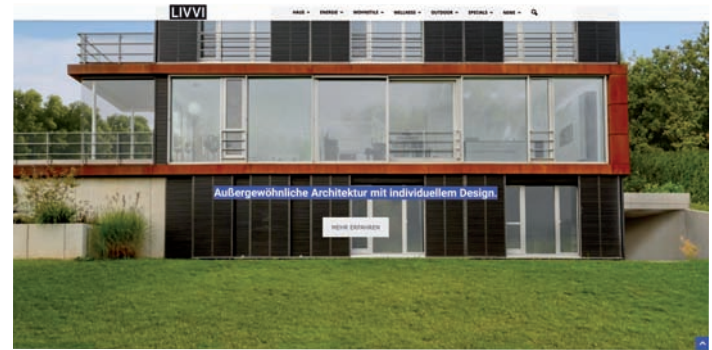 LIVVI
HAUS ENERGIE WOHNSTILE WELLNESS OUTDOOR SPECIALS NEWS
Außergewöhnliche Architektur mit individuellem Design.
MEHR ERFAHREN